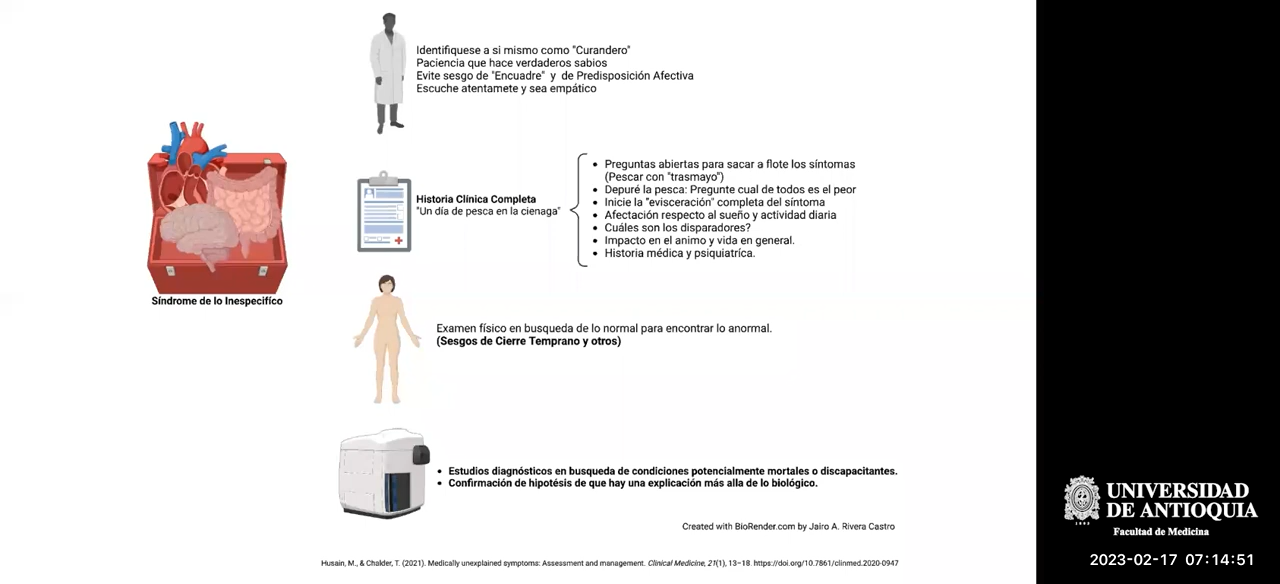 Identifiquese a si mismo como "Curandero"
Paciencia que hace verdaderos sabios
Evite sesgo de "Encuadre" y de Predisposición Afectiva
Escuche atentamete y sea empático
Historia Clínica Completa
"Un día de pesca en la cienaga"
• Preguntas abiertas para sacar a flote los síntomas
(Pescar con "trasmayo")
• Depuré la pesca: Pregunte cual de todos es el peor
• Inicie la "evisceración" completa del síntoma
• Afectación respecto al sueño y actividad diaria
• Cuáles son los disparadores?
• Impacto en el animo y vida en general.
• Historia médica y psiquiatríca.
Síndrome de lo Inespecifíco
Examen físico en busqueda de lo normal para encontrar lo anormal.
(Sesgos de Cierre Temprano y otros)
• Estudios diagnósticos en busqueda de condiciones potencialmente mortales o discapacitantes.
• Confirmación de hipotésis de que hay una explicación más alla de lo biológico.
Created with BioRender.com by Jairo A. Rivera Castro
Husain, M., & Chalder, T. (2021). Medically unexplained symptoms: Assessment and management. Clinical Medicine, 21(1), 13–18. https://doi.org/10.7861/clinmed.2020-0947
1803
UNIVERSIDAD
DE ANTIOQUIA
Facultad de Medicina
2023-02-17 07:14:51